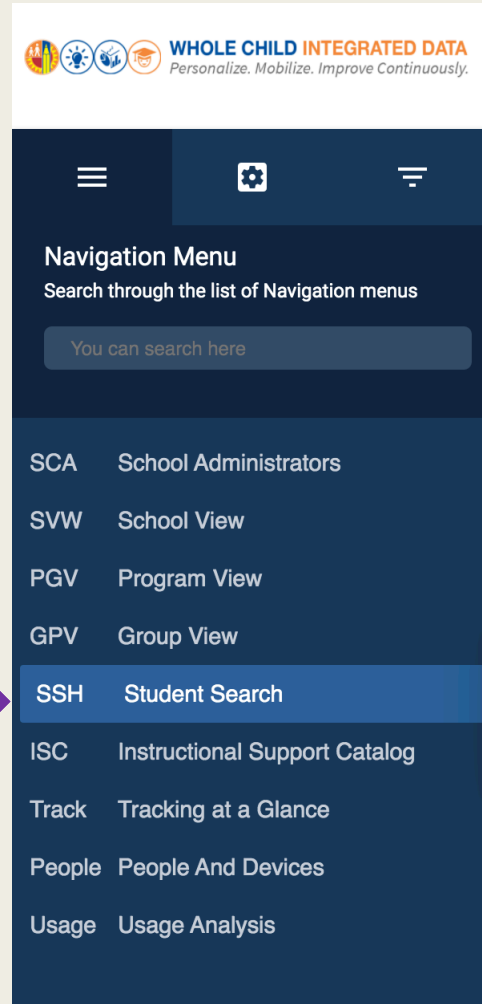 WHOLE CHILD INTEGRATED DATA
Personalize. Mobilize. Improve Continuously.
Navigation Menu
Search through the list of Navigation menus
You can search here
SCA School Administrators
SVW School View
PGV Program View
GPV Group View
SSH Student Search
ISC Instructional Support Catalog
Track Tracking at a Glance
People People And Devices
Usage Usage Analysis